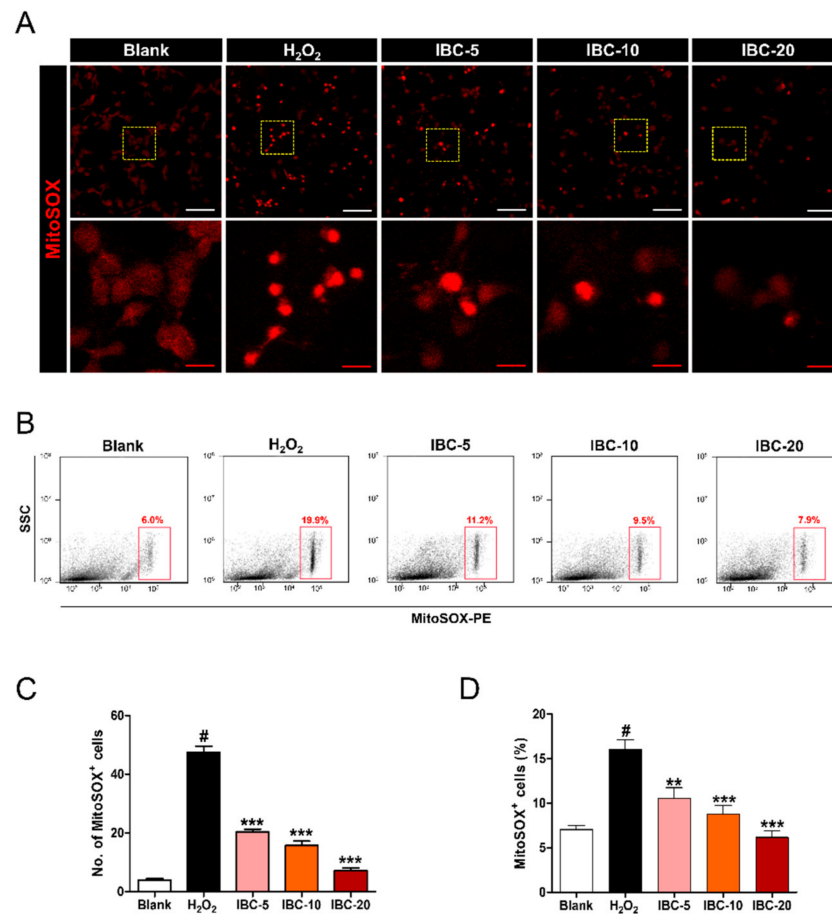 A
Blank H₂O₂ IBC-5 IBC-10 IBC-20
MitoSOX
B
Blank H₂O₂ IBC-5 IBC-10 IBC-20
SSC
6.0% 19.9% 11.2% 9.5% 7.9%
MitoSOX-PE
C
No. of MitoSOX⁺ cells
60
40
20
0
# *** *** ***
Blank H₂O₂ IBC-5 IBC-10 IBC-20
D
MitoSOX⁺ cells (%)
20
15
10
5
0
# ** *** ***
Blank H₂O₂ IBC-5 IBC-10 IBC-20